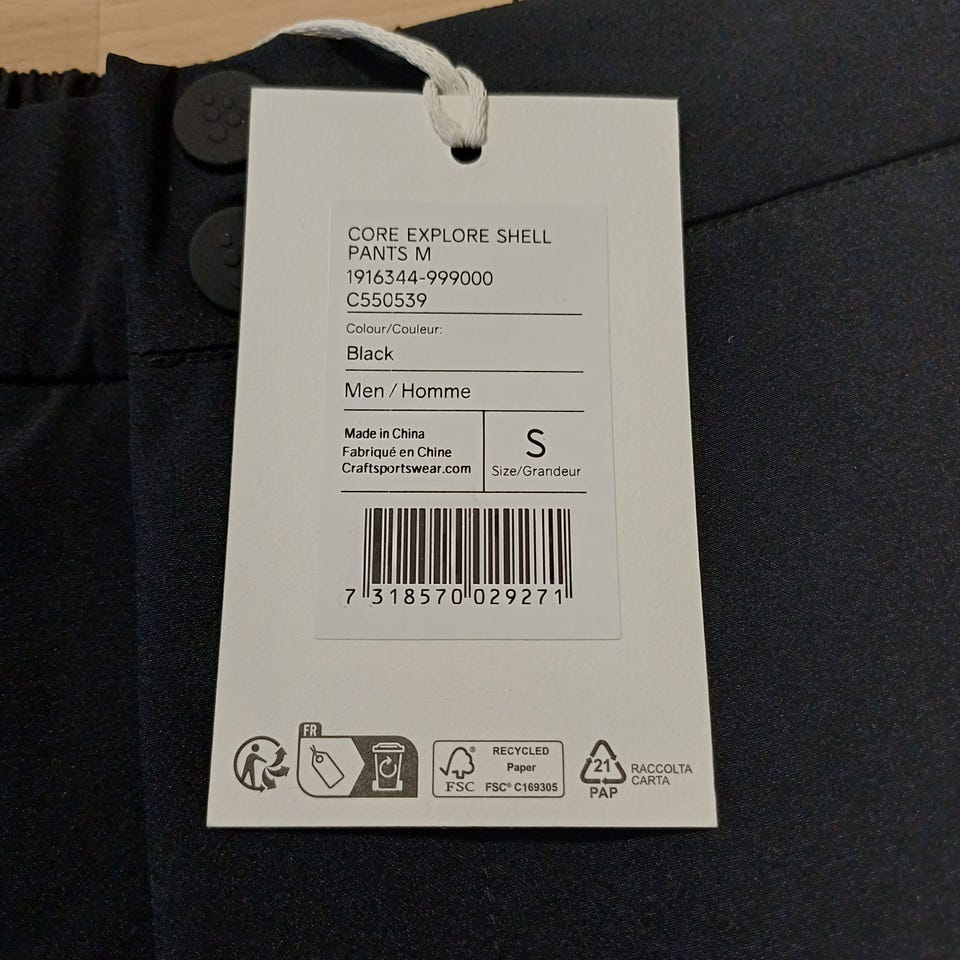 CORE EXPLORE SHELL
PANTS M
1916344-999000
C550539
Colour/Couleur:
Black
Men / Homme
Made in China
Fabriqué en Chine
Craftsportswear.com
S
Size/Grandeur
7 318570 029271
FR
FSC®
RECYCLED
Paper
FSC® C169305
21
PAP
RACCOLTA
CARTA